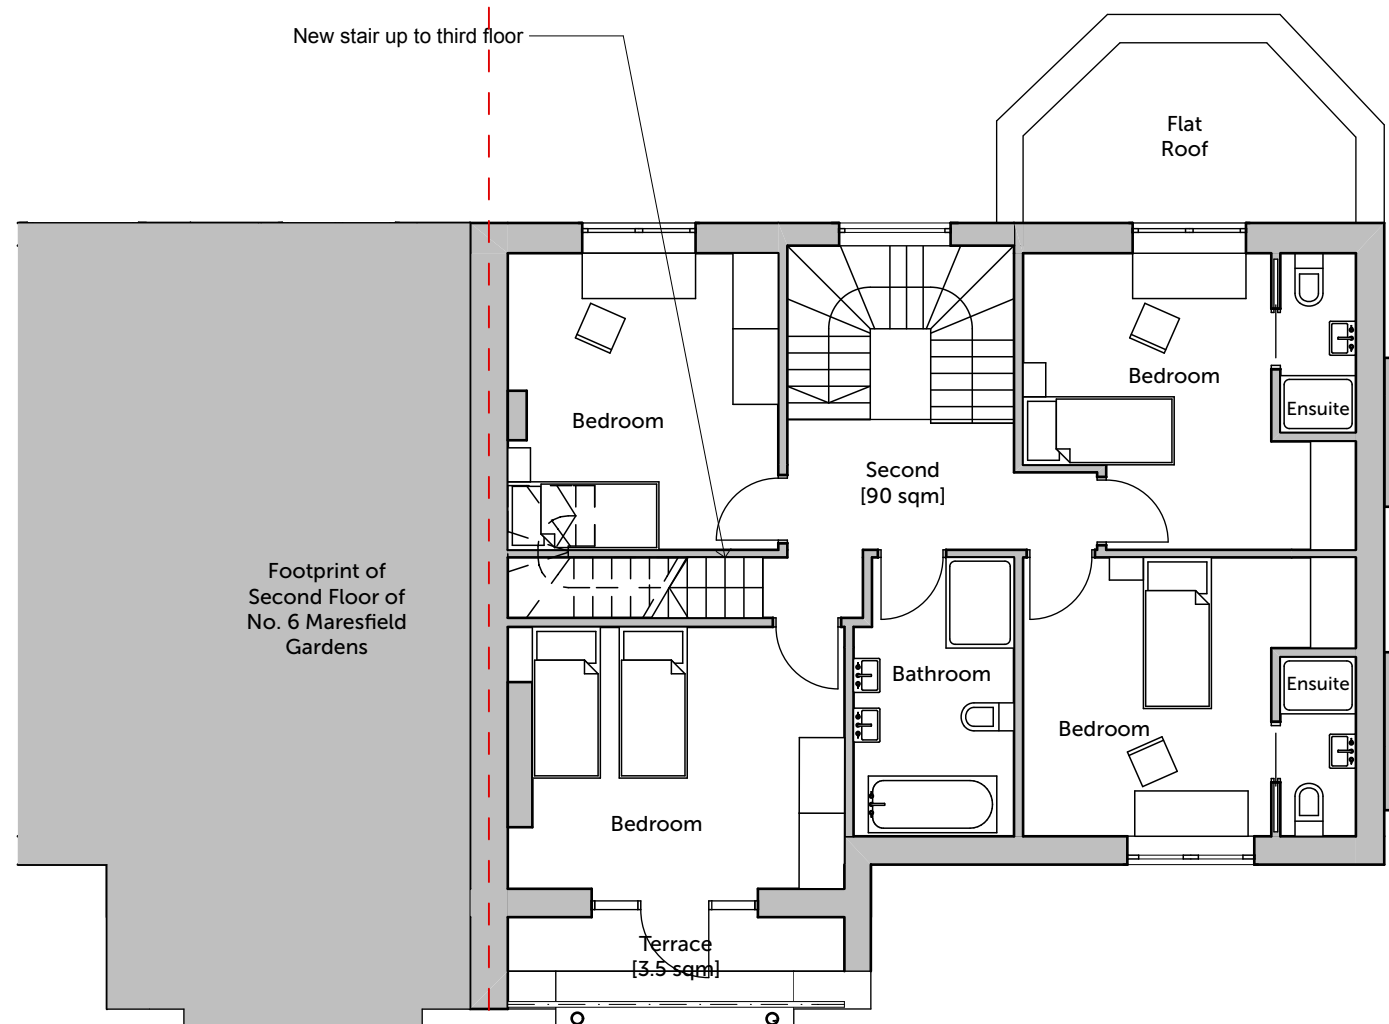 New stair up to third floor
Flat
Roof
Bedroom
Ensuite
Bedroom
Second
[90 sqm]
Footprint of
Second Floor of
No. 6 Maresfield
Gardens
Bathroom
Ensuite
Bedroom
Bedroom
Terrace
[3.5 sqm]